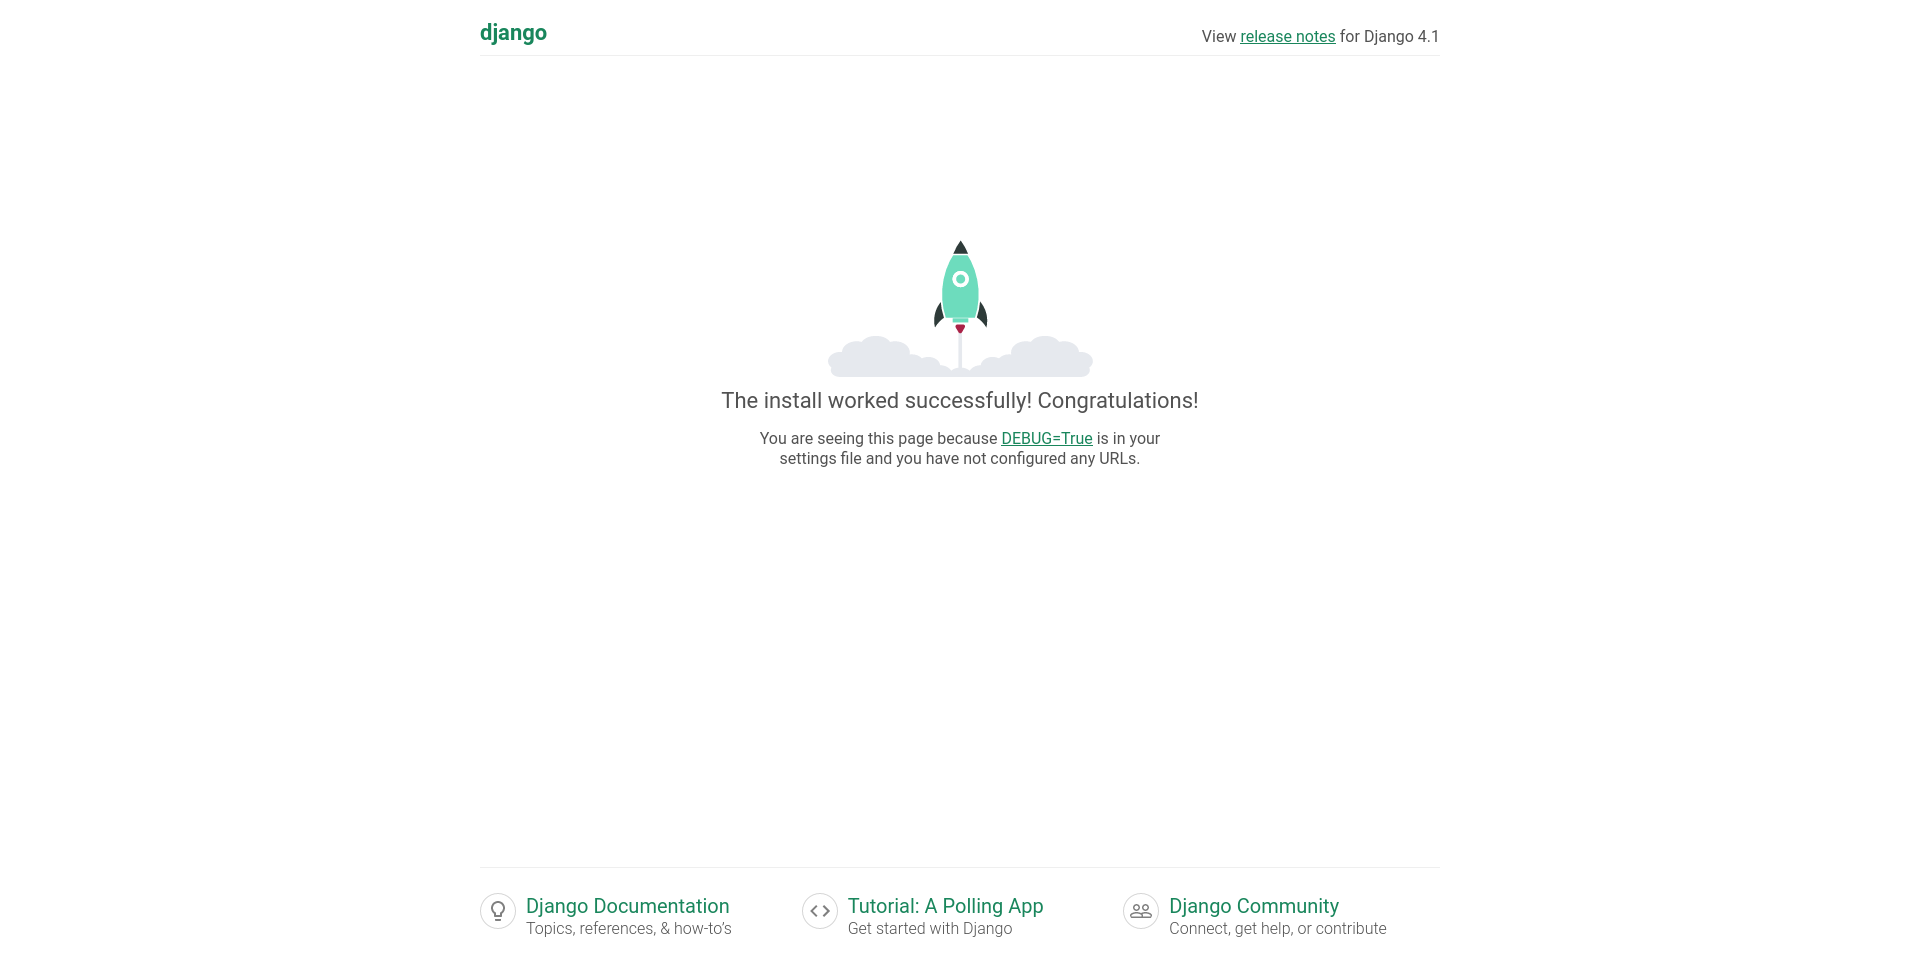 django
View release notes for Django 4.1
The install worked successfully! Congratulations!
You are seeing this page because DEBUG=True is in your
settings file and you have not configured any URLs.
Django Documentation
Topics, references, & how-to’s
Tutorial: A Polling App
Get started with Django
Django Community
Connect, get help, or contribute